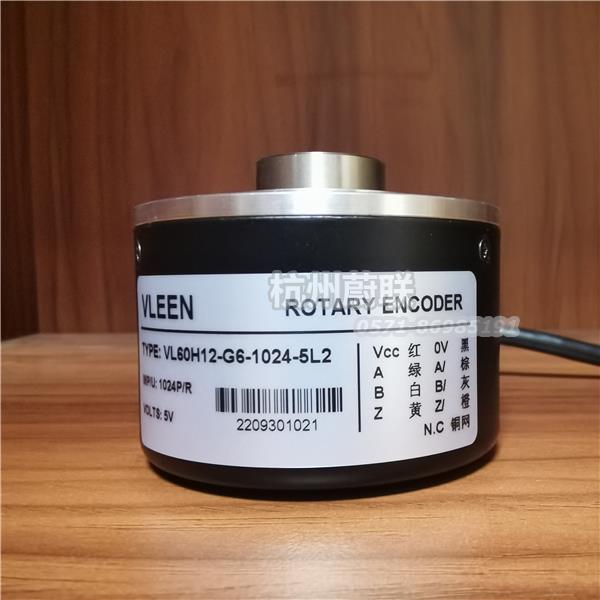 杭州蔚联
VLEEN
ROTARY ENCODER
TYPE: VL60H12-G6-1024-5L2
Vcc 红 0V 黑
A 绿 A/ 棕
IMP/U: 1024P/R
B 白 B/ 灰
VOLTS: 5V
Z 黄 Z/ 橙
2209301021
N.C 铜网